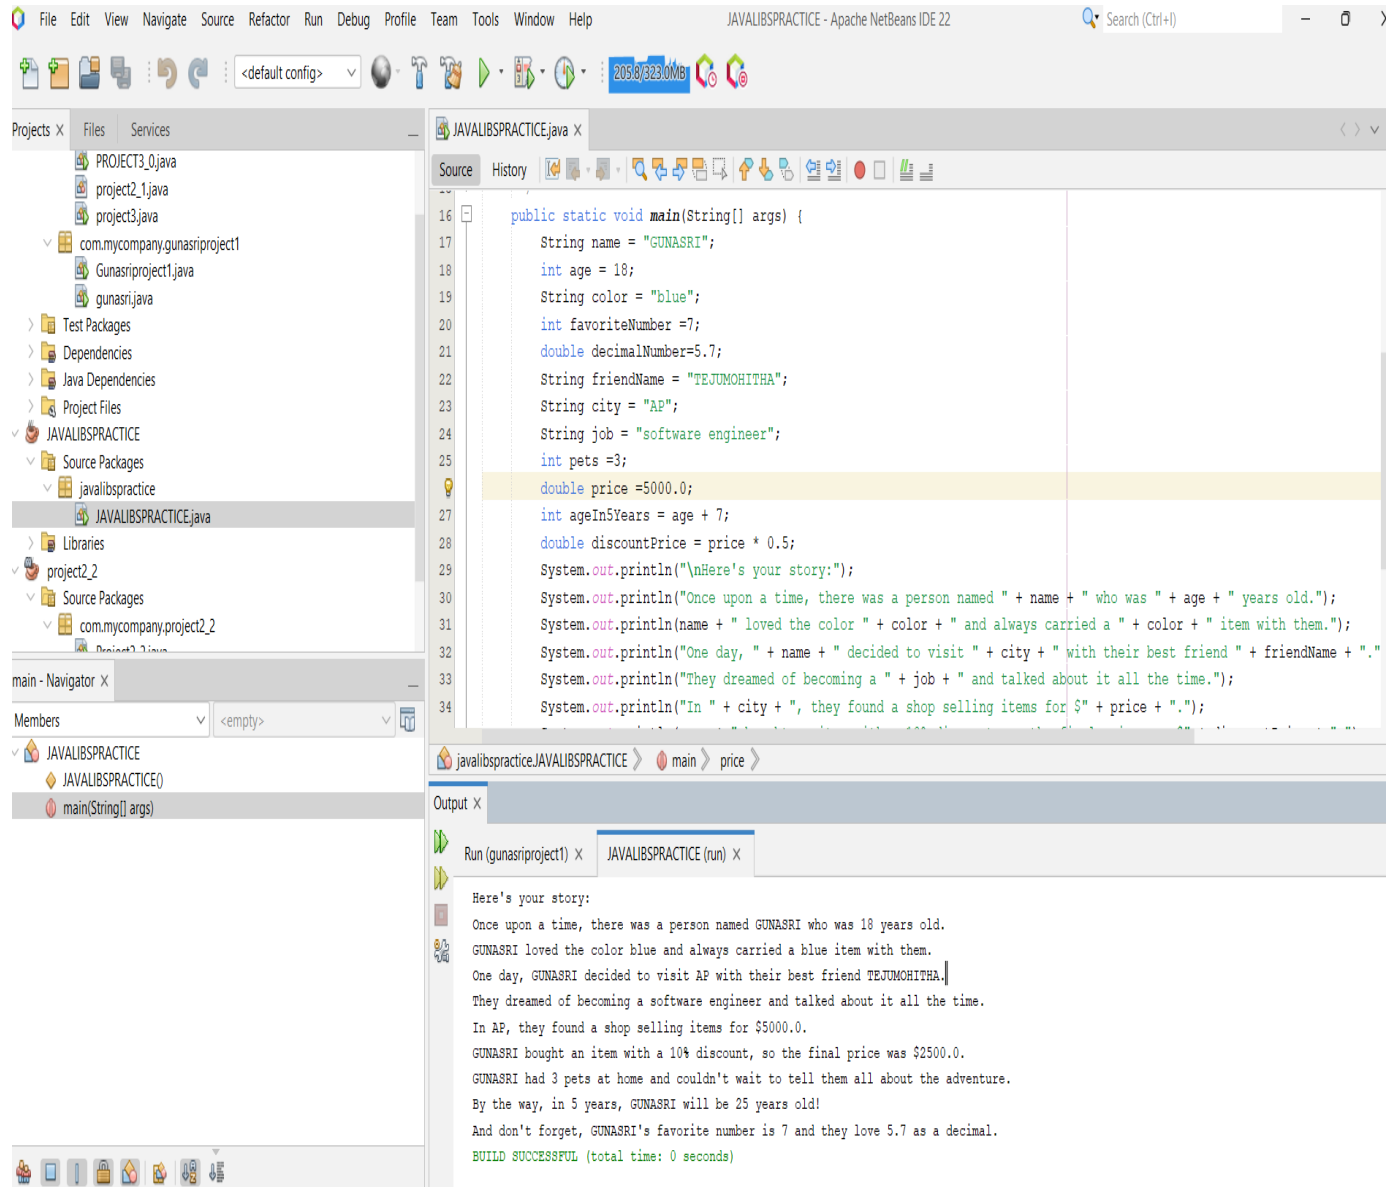 File Edit View Navigate Source Refactor Run Debug Profile Team Tools Window Help JAVALIBSPRACTICE - Apache NetBeans IDE 22 Search (Ctrl+I)
<default config> 205.8/323.0MB
Projects Files Services
PROJECT3_0.java
project2_1.java
project3.java
com.mycompany.gunasriproject1
Gunasriproject1.java
gunasri.java
Test Packages
Dependencies
Java Dependencies
Project Files
JAVALIBSPRACTICE
Source Packages
javalibspractice
JAVALIBSPRACTICE.java
Libraries
project2_2
Source Packages
com.mycompany.project2_2
main - Navigator
Members <empty>
JAVALIBSPRACTICE
JAVALIBSPRACTICE()
main(String[] args)
JAVALIBSPRACTICE.java
Source History
16 public static void main(String[] args) {
17 String name = "GUNASRI";
18 int age = 18;
19 String color = "blue";
20 int favoriteNumber =7;
21 double decimalNumber=5.7;
22 String friendName = "TEJUMOHITHA";
23 String city = "AP";
24 String job = "software engineer";
25 int pets =3;
double price =5000.0;
27 int ageIn5Years = age + 7;
28 double discountPrice = price * 0.5;
29 System.out.println("\nHere's your story:");
30 System.out.println("Once upon a time, there was a person named " + name + " who was " + age + " years old.");
31 System.out.println(name + " loved the color " + color + " and always carried a " + color + " item with them.");
32 System.out.println("One day, " + name + " decided to visit " + city + " with their best friend " + friendName + "."
33 System.out.println("They dreamed of becoming a " + job + " and talked about it all the time.");
34 System.out.println("In " + city + ", they found a shop selling items for $" + price + ".");
javalibspractice.JAVALIBSPRACTICE main price
Output
Run (gunasriproject1) JAVALIBSPRACTICE (run)
Here's your story:
Once upon a time, there was a person named GUNASRI who was 18 years old.
GUNASRI loved the color blue and always carried a blue item with them.
One day, GUNASRI decided to visit AP with their best friend TEJUMOHITHA.
They dreamed of becoming a software engineer and talked about it all the time.
In AP, they found a shop selling items for $5000.0.
GUNASRI bought an item with a 10% discount, so the final price was $2500.0.
GUNASRI had 3 pets at home and couldn't wait to tell them all about the adventure.
By the way, in 5 years, GUNASRI will be 25 years old!
And don't forget, GUNASRI's favorite number is 7 and they love 5.7 as a decimal.
BUILD SUCCESSFUL (total time: 0 seconds)